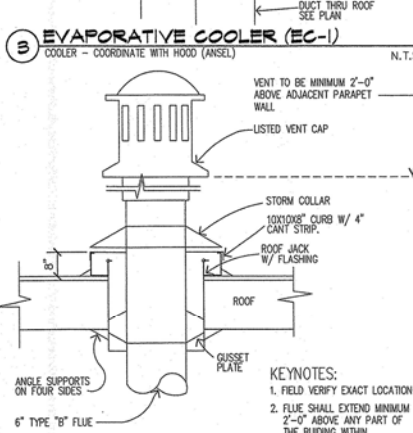 DUCT THRU ROOF
SEE PLAN
3 EVAPORATIVE COOLER (EC-1)
COOLER - COORDINATE WITH HOOD (ANSEL)
N.T.
VENT TO BE MINIMUM 2'-0"
ABOVE ADJACENT PARAPET
WALL
LISTED VENT CAP
STORM COLLAR
10X10X8" CURB W/ 4"
CANT STRIP.
ROOF JACK
W/ FLASHING
8"
ROOF
GUSSET
PLATE
ANGLE SUPPORTS
ON FOUR SIDES
6" TYPE "B" FLUE
KEYNOTES:
1. FIELD VERIFY EXACT LOCATION
2. FLUE SHALL EXTEND MINIMUM
2'-0" ABOVE ANY PART OF
THE BUDING WITHIN